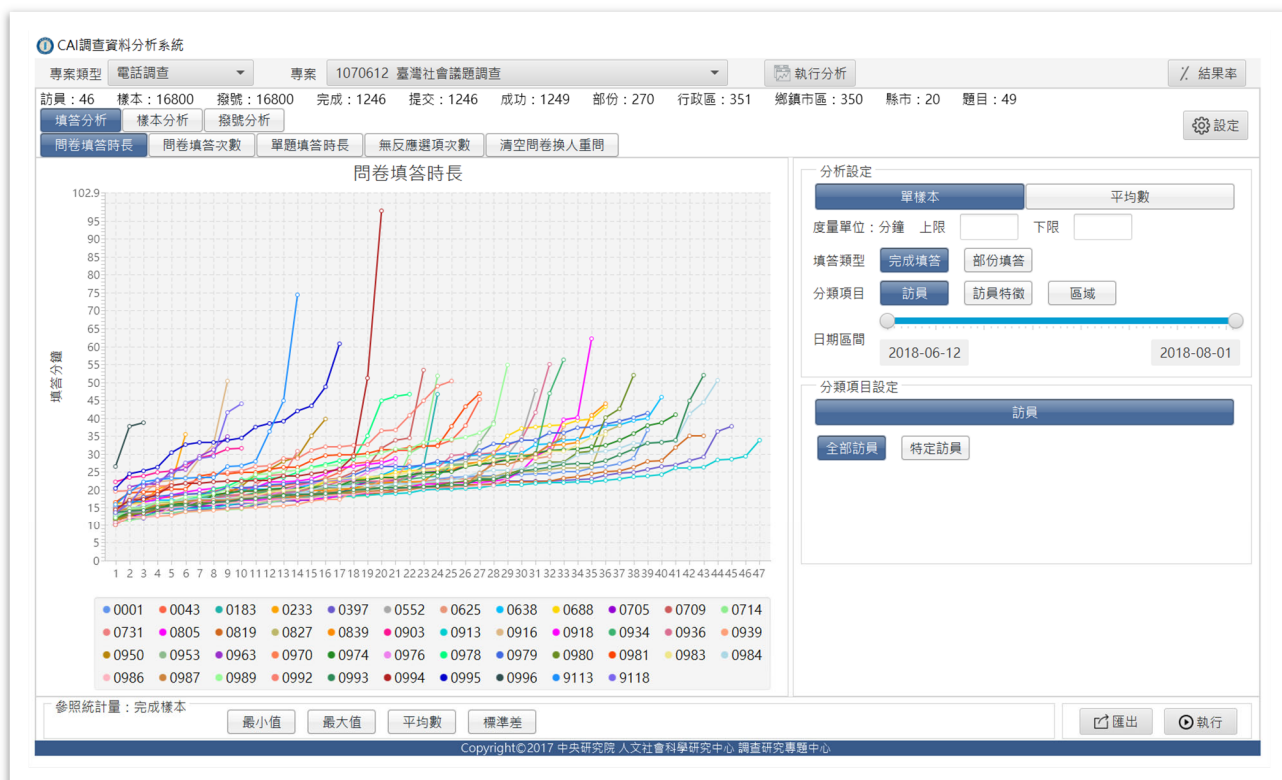 CAI調查資料分析系統
專案類型 電話調查 專案 1070612 臺灣社會議題調查 執行分析 結果率
訪員：46 樣本：16800 撥號：16800 完成：1246 提交：1246 成功：1249 部份：270 行政區：351 鄉鎮市區：350 縣市：20 題目：49
填答分析 樣本分析 撥號分析
設定
問卷填答時長 問卷填答次數 單題填答時長 無反應選項次數 清空問卷換人重問
問卷填答時長
102.9
95
90
85
80
75
70
65
60
55
50
45
40
35
30
25
20
15
10
5
0
填答分鐘
1 2 3 4 5 6 7 8 9 10 11 12 13 14 15 16 17 18 19 20 21 22 23 24 25 26 27 28 29 30 31 32 33 34 35 36 37 38 39 40 41 42 43 44 45 46 47
0001 0043 0183 0233 0397 0552 0625 0638 0688 0705 0709 0714
0731 0805 0819 0827 0839 0903 0913 0916 0918 0934 0936 0939
0950 0953 0963 0970 0974 0976 0978 0979 0980 0981 0983 0984
0986 0987 0989 0992 0993 0994 0995 0996 9113 9118
分析設定
單樣本 平均數
度量單位：分鐘 上限 下限
填答類型 完成填答 部份填答
分類項目 訪員 訪員特徵 區域
日期區間
2018-06-12 2018-08-01
分類項目設定
訪員
全部訪員 特定訪員
參照統計量：完成樣本
最小值 最大值 平均數 標準差
匯出 執行
Copyright©2017 中央研究院 人文社會科學研究中心 調查研究專題中心